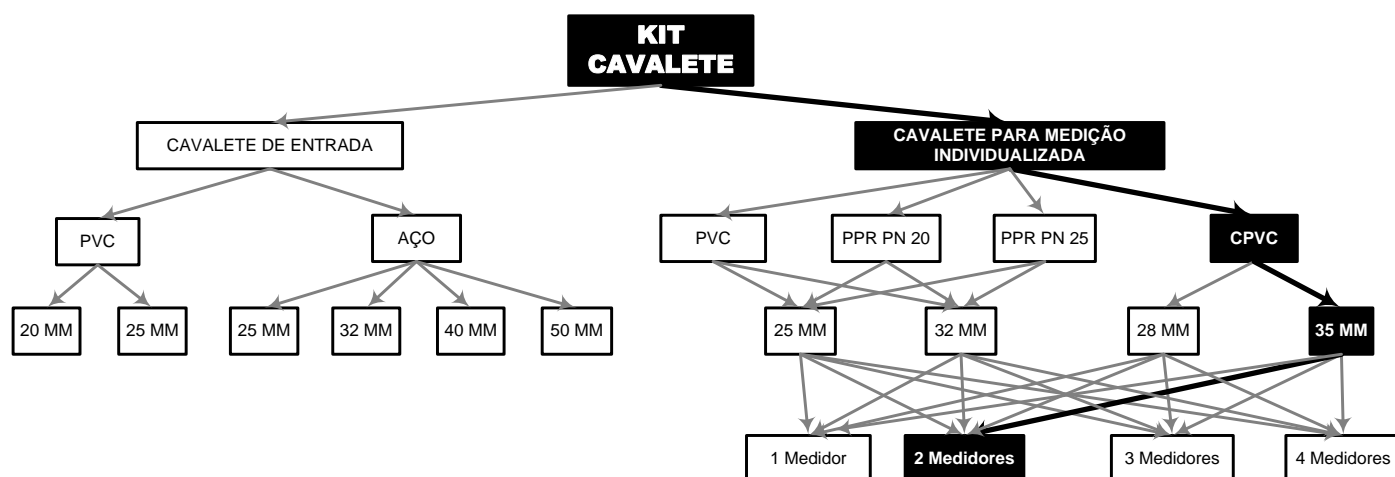 KIT
CAVALETE
CAVALETE DE ENTRADA
CAVALETE PARA MEDIÇÃO
INDIVIDUALIZADA
PVC
AÇO
PVC
PPR PN 20
PPR PN 25
CPVC
20 MM
25 MM
25 MM
32 MM
40 MM
50 MM
25 MM
32 MM
28 MM
35 MM
1 Medidor
2 Medidores
3 Medidores
4 Medidores